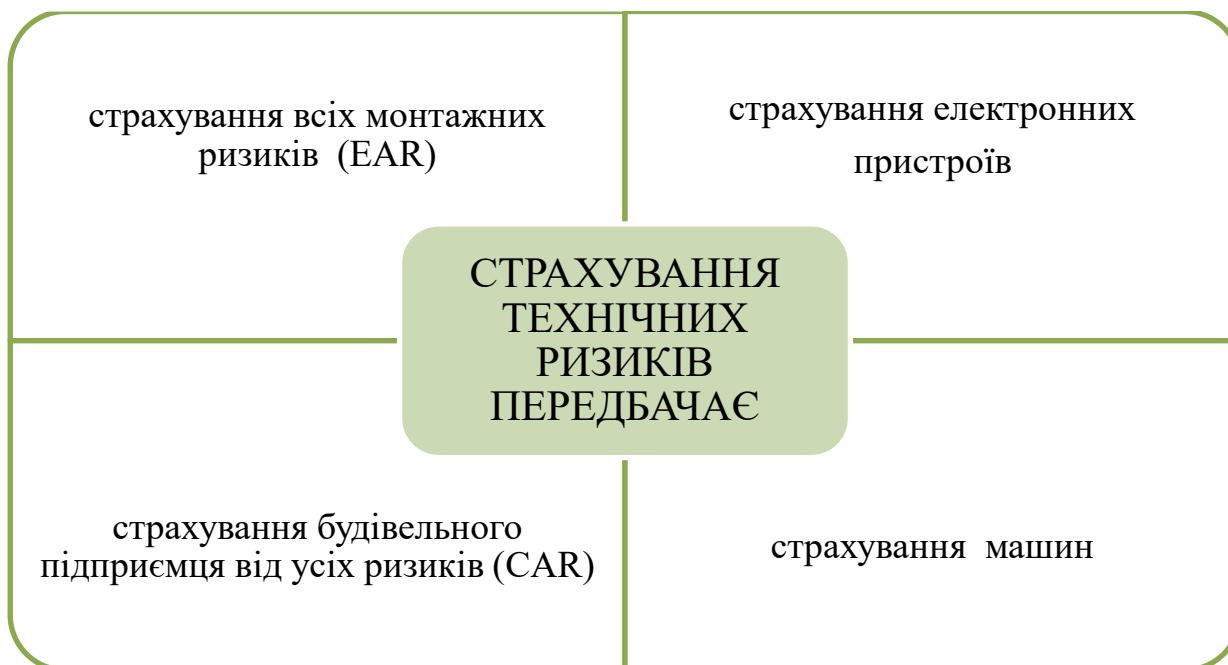 страхування всіх монтажних
ризиків (EAR)
страхування електронних
пристроїв
СТРАХУВАННЯ
ТЕХНІЧНИХ
РИЗИКІВ
ПЕРЕДБАЧАЄ
страхування будівельного
підприємця від усіх ризиків (CAR)
страхування машин